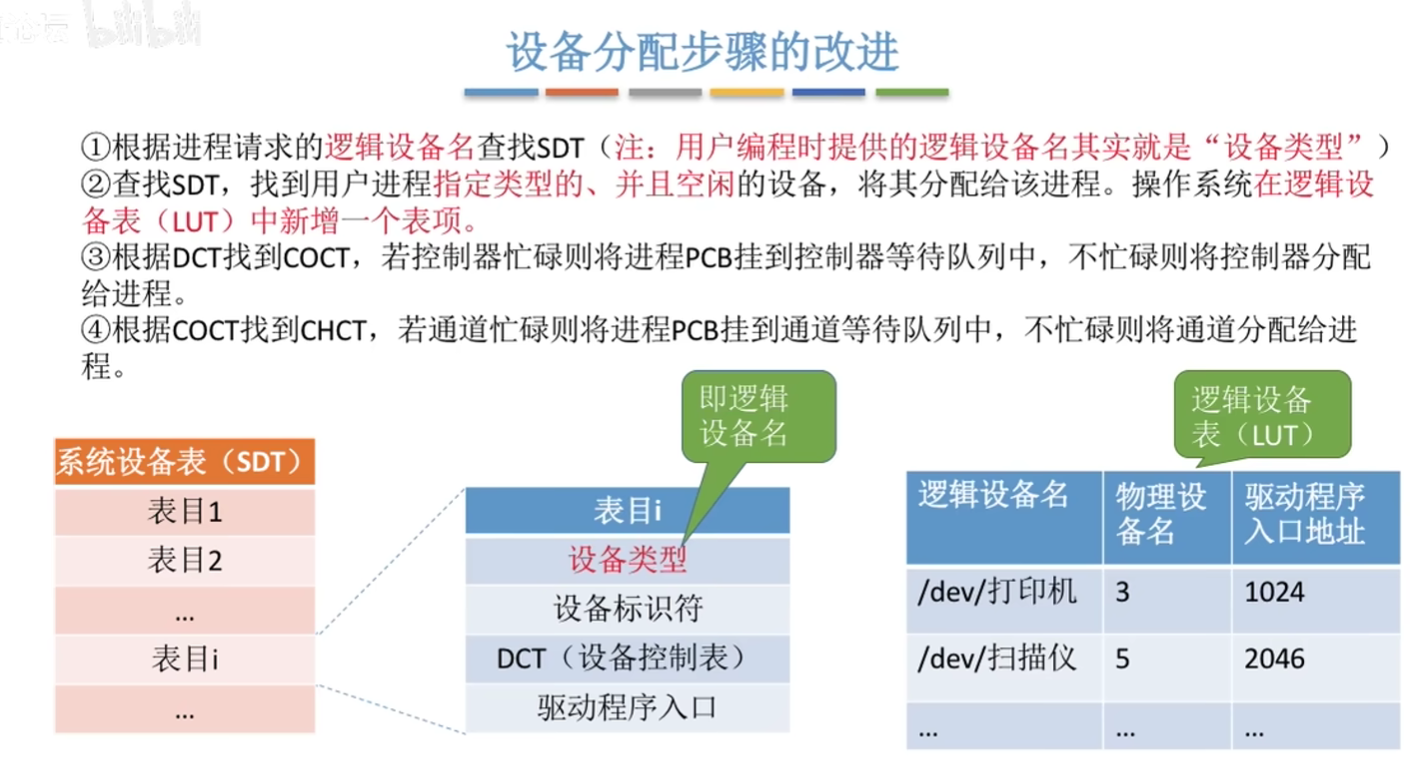 论坛 bilibili
设备分配步骤的改进
①根据进程请求的逻辑设备名查找SDT（注：用户编程时提供的逻辑设备名其实就是“设备类型”）
②查找SDT，找到用户进程指定类型的、并且空闲的设备，将其分配给该进程。操作系统在逻辑设
备表（LUT）中新增一个表项。
③根据DCT找到COCT，若控制器忙碌则将进程PCB挂到控制器等待队列中，不忙碌则将控制器分配
给进程。
④根据COCT找到CHCT，若通道忙碌则将进程PCB挂到通道等待队列中，不忙碌则将通道分配给进
程。
即逻辑
设备名
逻辑设备
表（LUT）
系统设备表（SDT）
表目1
表目2
...
表目i
...
表目i
设备类型
设备标识符
DCT（设备控制表）
驱动程序入口
逻辑设备名 物理设 驱动程序
备名 入口地址
/dev/打印机 3 1024
/dev/扫描仪 5 2046
... ... ...